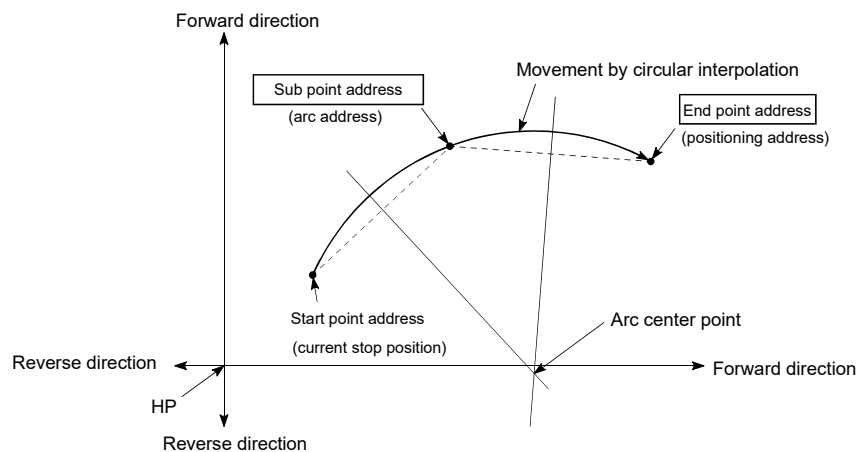 Forward direction
Movement by circular interpolation
Sub point address
(arc address)
End point address
(positioning address)
Start point address
(current stop position)
Arc center point
Reverse direction
Forward direction
HP
Reverse direction